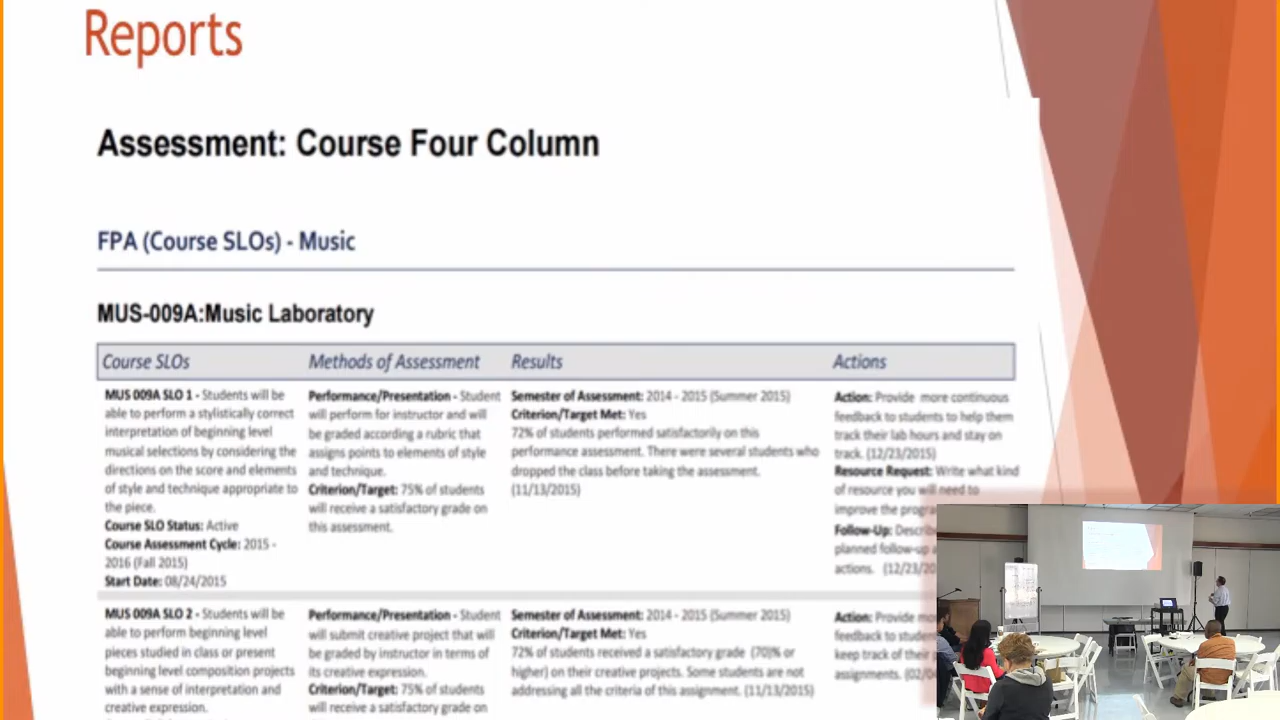 Reports
Assessment: Course Four Column
FPA (Course SLOs) - Music
MUS-009A:Music Laboratory
Course SLOs
Methods of Assessment
Results
Actions
MUS 009A SLO 1 - Students will be
able to perform a stylistically correct
interpretation of beginning level
musical selections by considering the
directions on the score and elements
of style and technique appropriate to
the piece.
Course SLO Status: Active
Course Assessment Cycle: 2015 -
2016 (Fall 2015)
Start Date: 08/24/2015
Performance/Presentation - Student
will perform for instructor and will
be graded according a rubric that
assigns points to elements of style
and technique.
Criterion/Target: 75% of students
will receive a satisfactory grade on
this assessment.
Semester of Assessment: 2014 - 2015 (Summer 2015)
Criterion/Target Met: Yes
72% of students performed satisfactorily on this
performance assessment. There were several students who
dropped the class before taking the assessment.
(11/13/2015)
Action: Provide more continuous
feedback to students to help them
track their lab hours and stay on
track. (12/23/2015)
Resource Request: Write what kind
of resource you will need to
improve the
Follow-Up:
planned follow-up
actions. (12/23/20
MUS 009A SLO 2 - Students will be
able to perform beginning level
pieces studied in class or present
beginning level composition projects
with a sense of interpretation and
creative expression.
Performance/Presentation - Student
will submit creative project that will
be graded by instructor in terms of
its creative expression.
Criterion/Target: 75% of students
will receive a satisfactory grade on
Semester of Assessment: 2014 - 2015 (Summer 2015)
Criterion/Target Met: Yes
72% of students received a satisfactory grade (70)% or
higher) on their creative projects. Some students are not
addressing all the criteria of this assignment. (11/13/2015)
Action: Provide
feedback to
keep track of their
assignments.